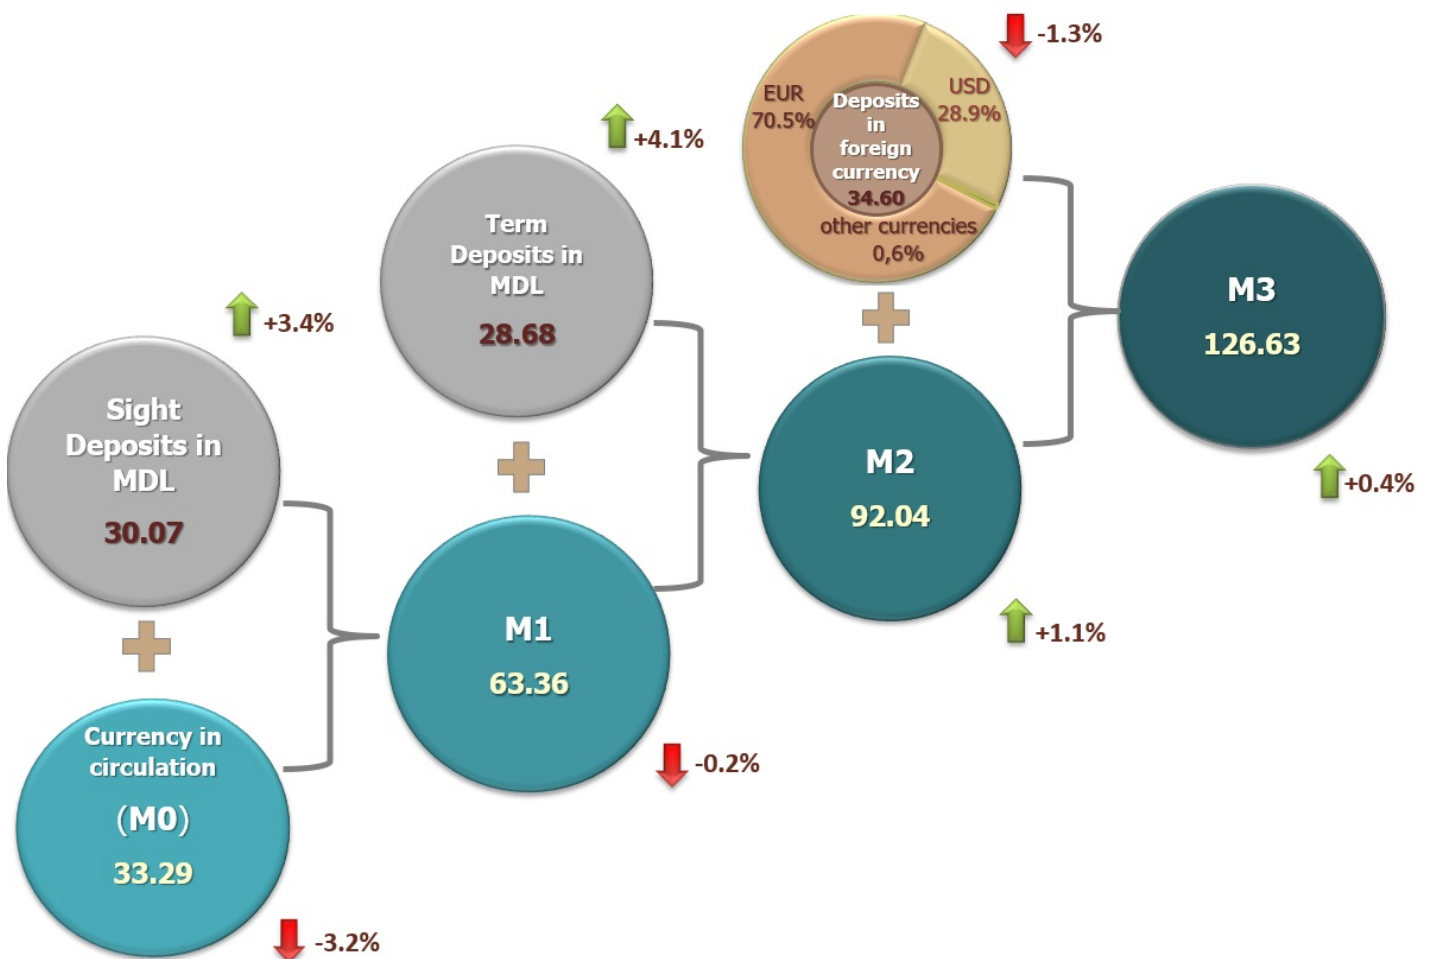 -1.3%
EUR
70.5%
USD
28.9%
Deposits
in
foreign
currency
34.60
other currencies
0,6%
+4.1%
Term
Deposits in
MDL
28.68
M3
126.63
+0.4%
+3.4%
Sight
Deposits in
MDL
30.07
M2
92.04
+1.1%
M1
63.36
-0.2%
Currency in
circulation
(M0)
33.29
-3.2%